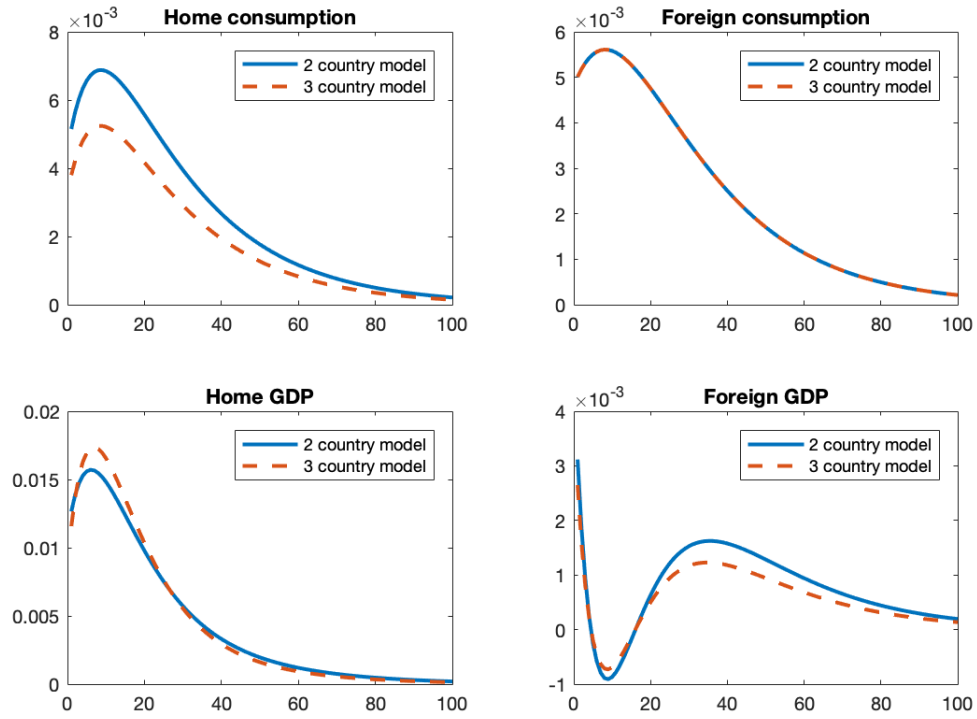 Home consumption
×10⁻³
8
6
4
2
0
0 20 40 60 80 100
2 country model
3 country model
Foreign consumption
×10⁻³
6
5
4
3
2
1
0
0 20 40 60 80 100
2 country model
3 country model
Home GDP
0.02
0.015
0.01
0.005
0
0 20 40 60 80 100
2 country model
3 country model
Foreign GDP
×10⁻³
4
3
2
1
0
-1
0 20 40 60 80 100
2 country model
3 country model